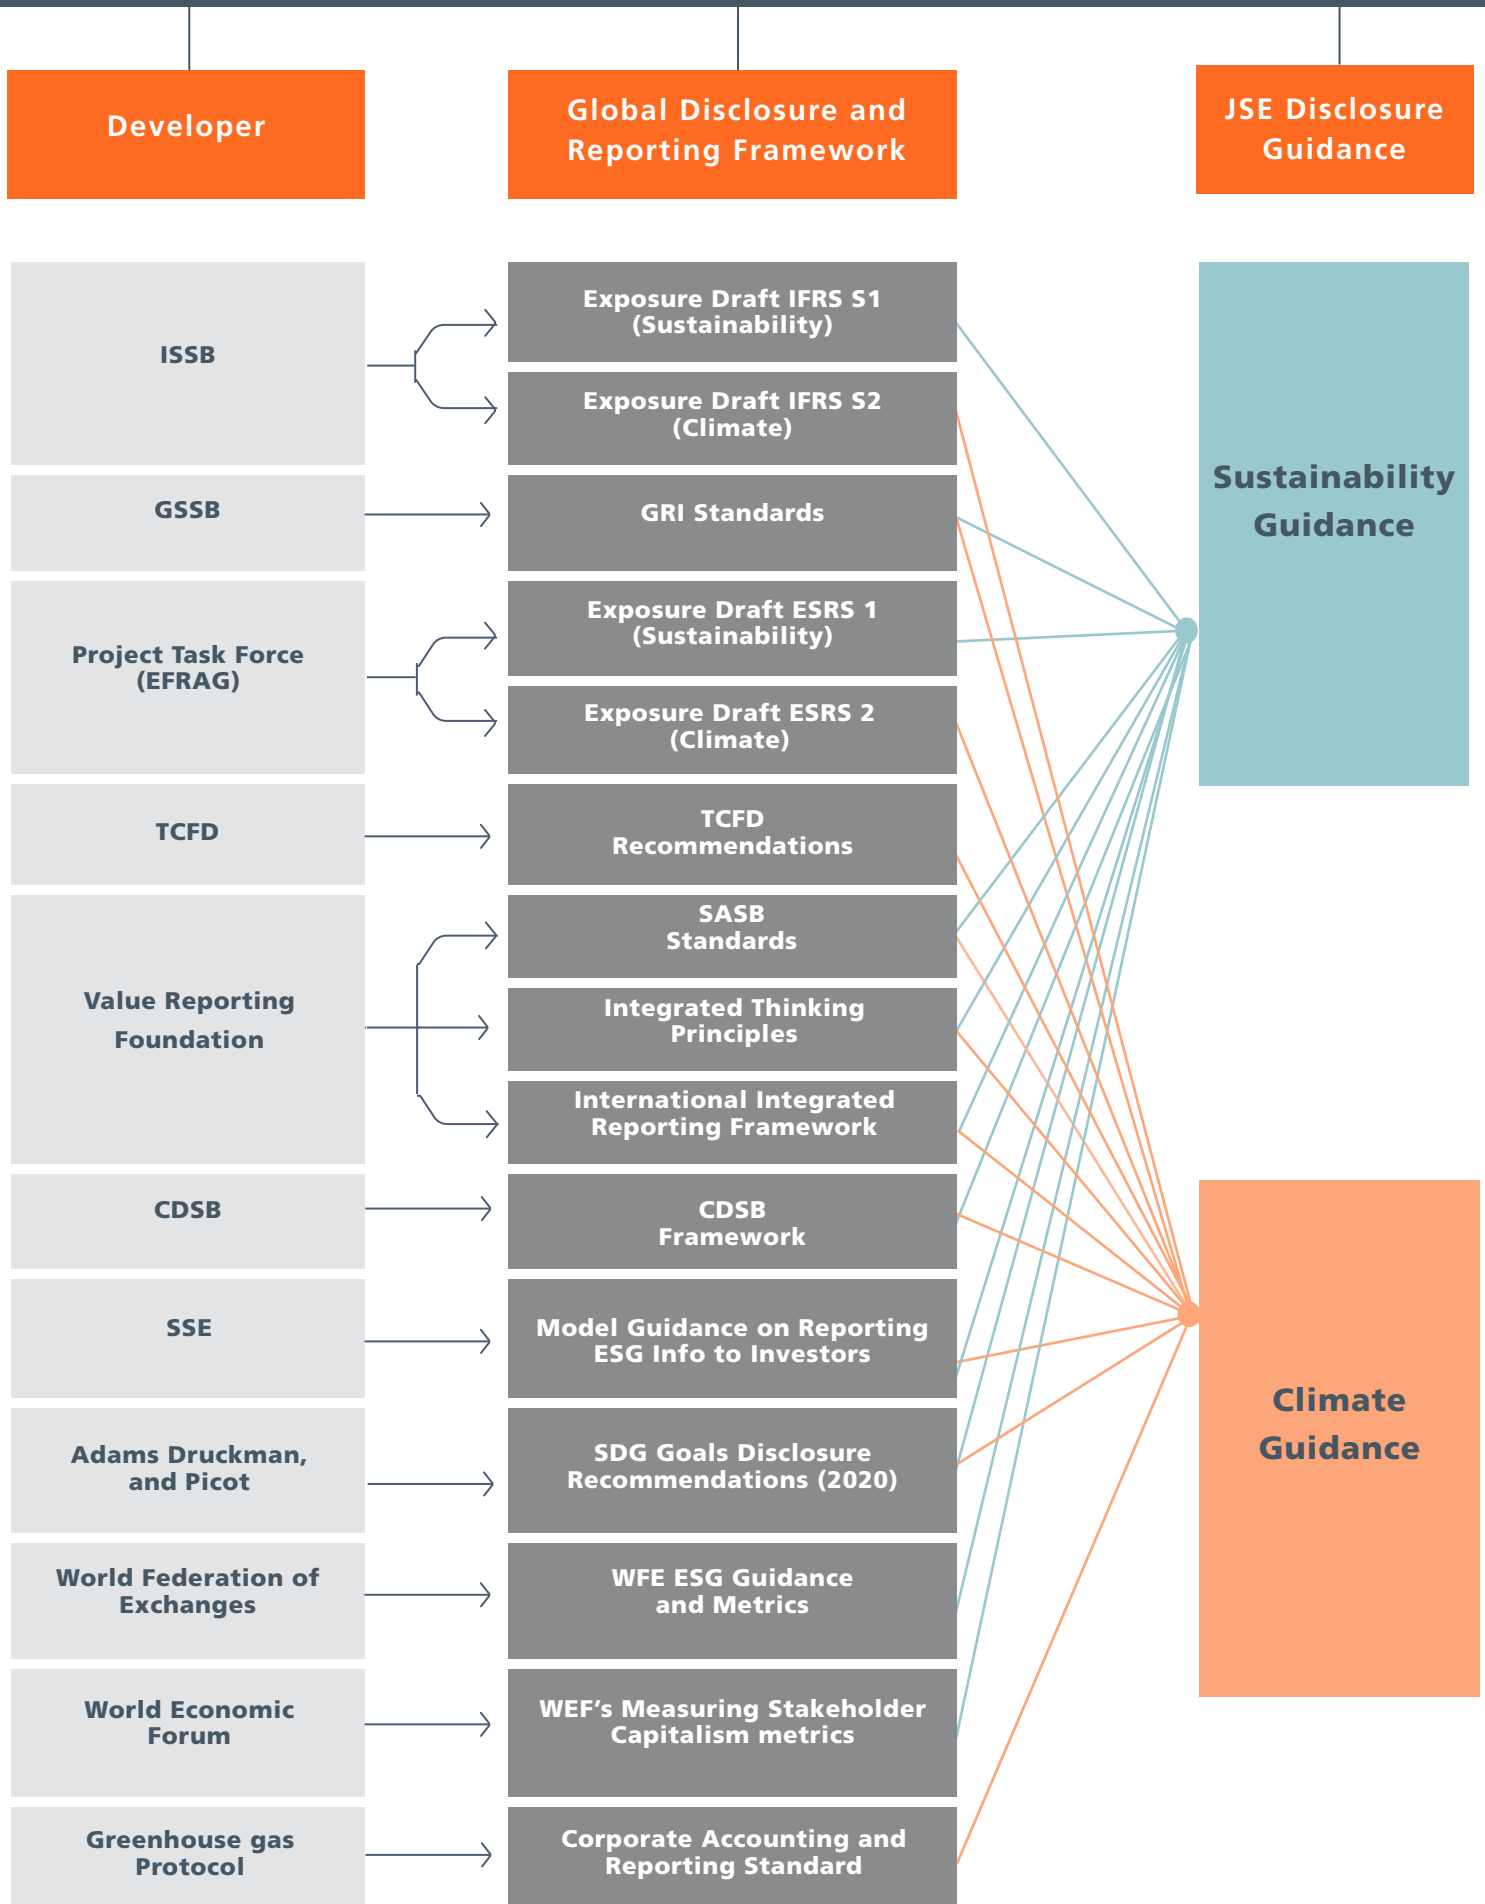 Developer
Global Disclosure and
Reporting Framework
JSE Disclosure
Guidance
ISSB
Exposure Draft IFRS S1
(Sustainability)
Exposure Draft IFRS S2
(Climate)
GSSB
GRI Standards
Project Task Force
(EFRAG)
Exposure Draft ESRS 1
(Sustainability)
Exposure Draft ESRS 2
(Climate)
TCFD
TCFD
Recommendations
Value Reporting
Foundation
SASB
Standards
Integrated Thinking
Principles
International Integrated
Reporting Framework
CDSB
CDSB
Framework
SSE
Model Guidance on Reporting
ESG Info to Investors
Adams Druckman,
and Picot
SDG Goals Disclosure
Recommendations (2020)
World Federation of
Exchanges
WFE ESG Guidance
and Metrics
World Economic
Forum
WEF’s Measuring Stakeholder
Capitalism metrics
Greenhouse gas
Protocol
Corporate Accounting and
Reporting Standard
Sustainability
Guidance
Climate
Guidance